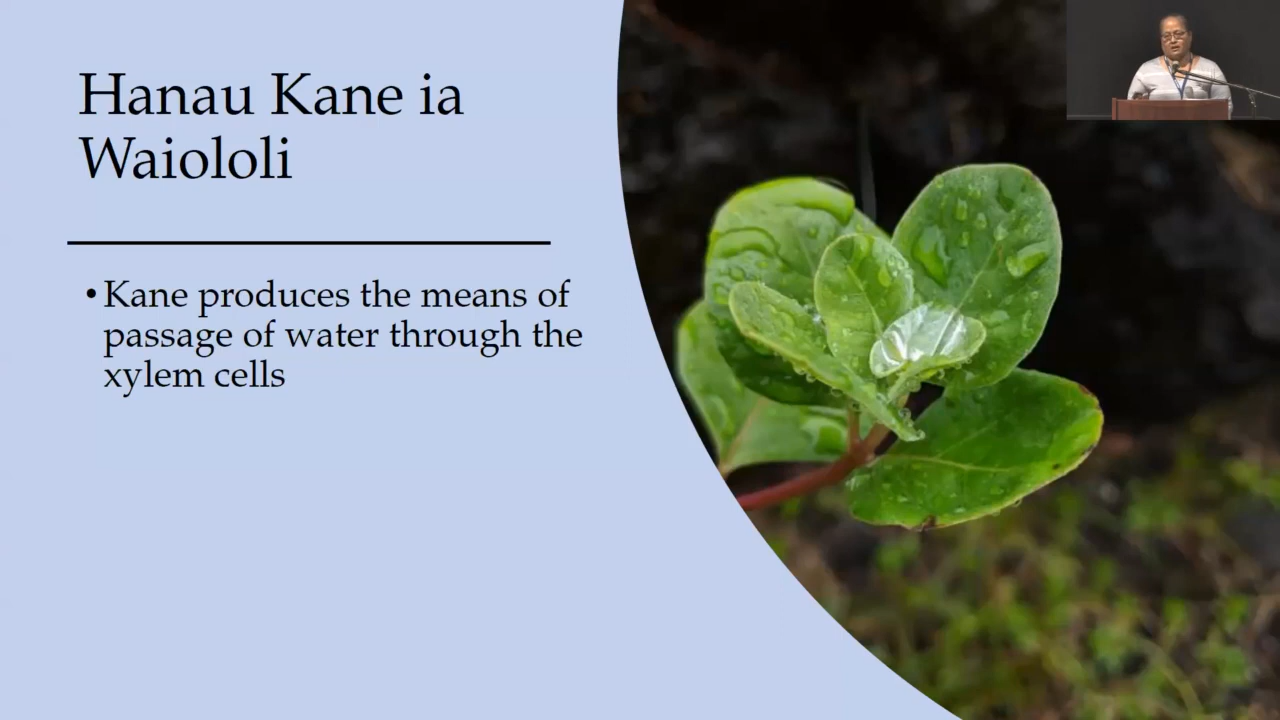 Hanau Kane ia
Waiololi
•Kane produces the means of
passage of water through the
xylem cells